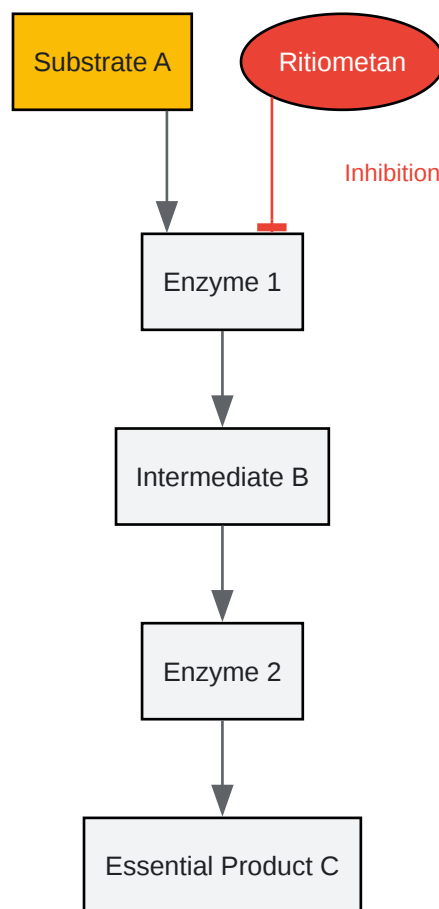 Substrate A
Ritiometan
Inhibition
Enzyme 1
Intermediate B
Enzyme 2
Essential Product C